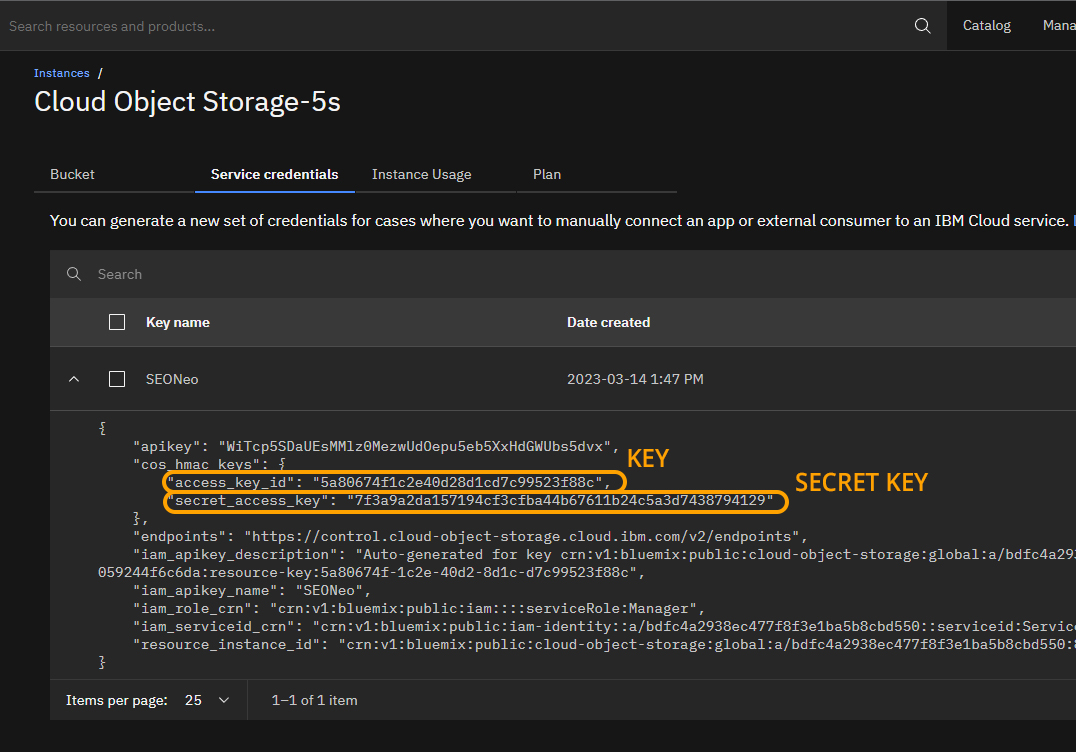 Search resources and products...
Catalog
Mana
Instances /
Cloud Object Storage-5s
Bucket
Service credentials
Instance Usage
Plan
You can generate a new set of credentials for cases where you want to manually connect an app or external consumer to an IBM Cloud service.
Search
Key name
Date created
SEONeo
2023-03-14 1:47 PM
{
"apikey": "WiTcp5SDaUEsMMlz0MezwUdOepu5eb5XxHdGWUbs5dvx",
"cos_hmac_keys": {
KEY
"access_key_id": "5a80674f1c2e40d28d1cd7c99523f88c",
SECRET KEY
"secret_access_key": "7f3a9a2da157194cf3cfba44b67611b24c5a3d7438794129"
},
"endpoints": "https://control.cloud-object-storage.cloud.ibm.com/v2/endpoints",
"iam_apikey_description": "Auto-generated for key crn:v1:bluemix:public:cloud-object-storage:global:a/bdfc4a293
059244f6c6da:resource-key:5a80674f-1c2e-40d2-8d1c-d7c99523f88c",
"iam_apikey_name": "SEONeo",
"iam_role_crn": "crn:v1:bluemix:public:iam::::serviceRole:Manager",
"iam_serviceid_crn": "crn:v1:bluemix:public:iam-identity::a/bdfc4a2938ec477f8f3e1ba5b8cbd550::serviceid:Service
"resource_instance_id": "crn:v1:bluemix:public:cloud-object-storage:global:a/bdfc4a2938ec477f8f3e1ba5b8cbd550:
}
Items per page: 25
1–1 of 1 item